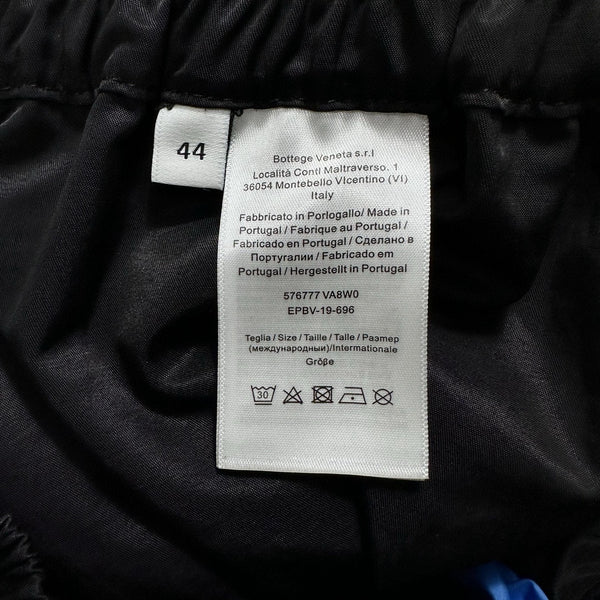 44
Bottege Veneta s.r.l
Località Conti Maltraverso. 1
36054 Montebello VIcentino (VI)
Italy
Fabbricato in Porlogallo/ Made in
Portugal / Fabrique au Portugal /
Fabricado en Portugal / Сделано в
Португалии / Fabricado em
Portugal / Hergestellt in Portugal
576777 VA8W0
EPBV-19-696
Teglia / Size / Taille / Talle / Размер
(международный)/Internationale
Größe
30